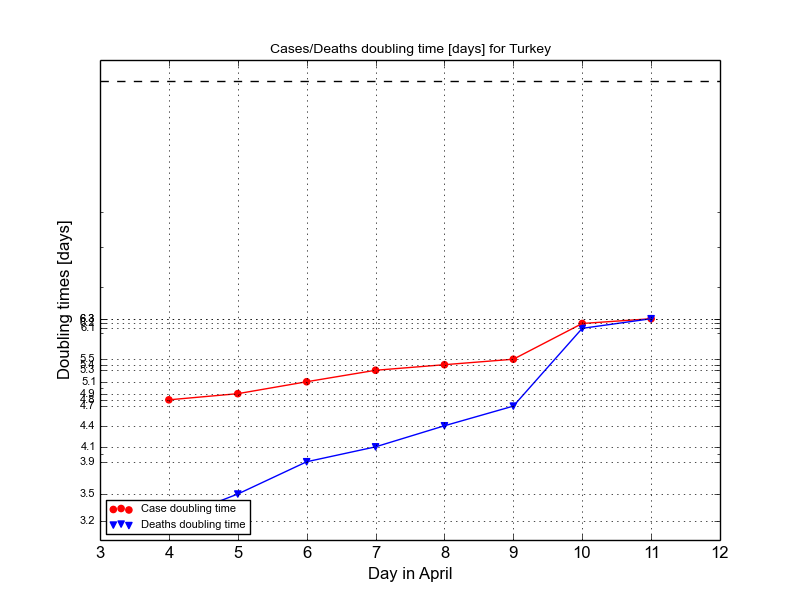 Cases/Deaths doubling time [days] for Turkey
Doubling times [days]
6.3
6.1
5.5
5.3
5.1
4.9
4.7
4.4
4.1
3.9
3.5
3.2
Case doubling time
Deaths doubling time
3 4 5 6 7 8 9 10 11 12
Day in April